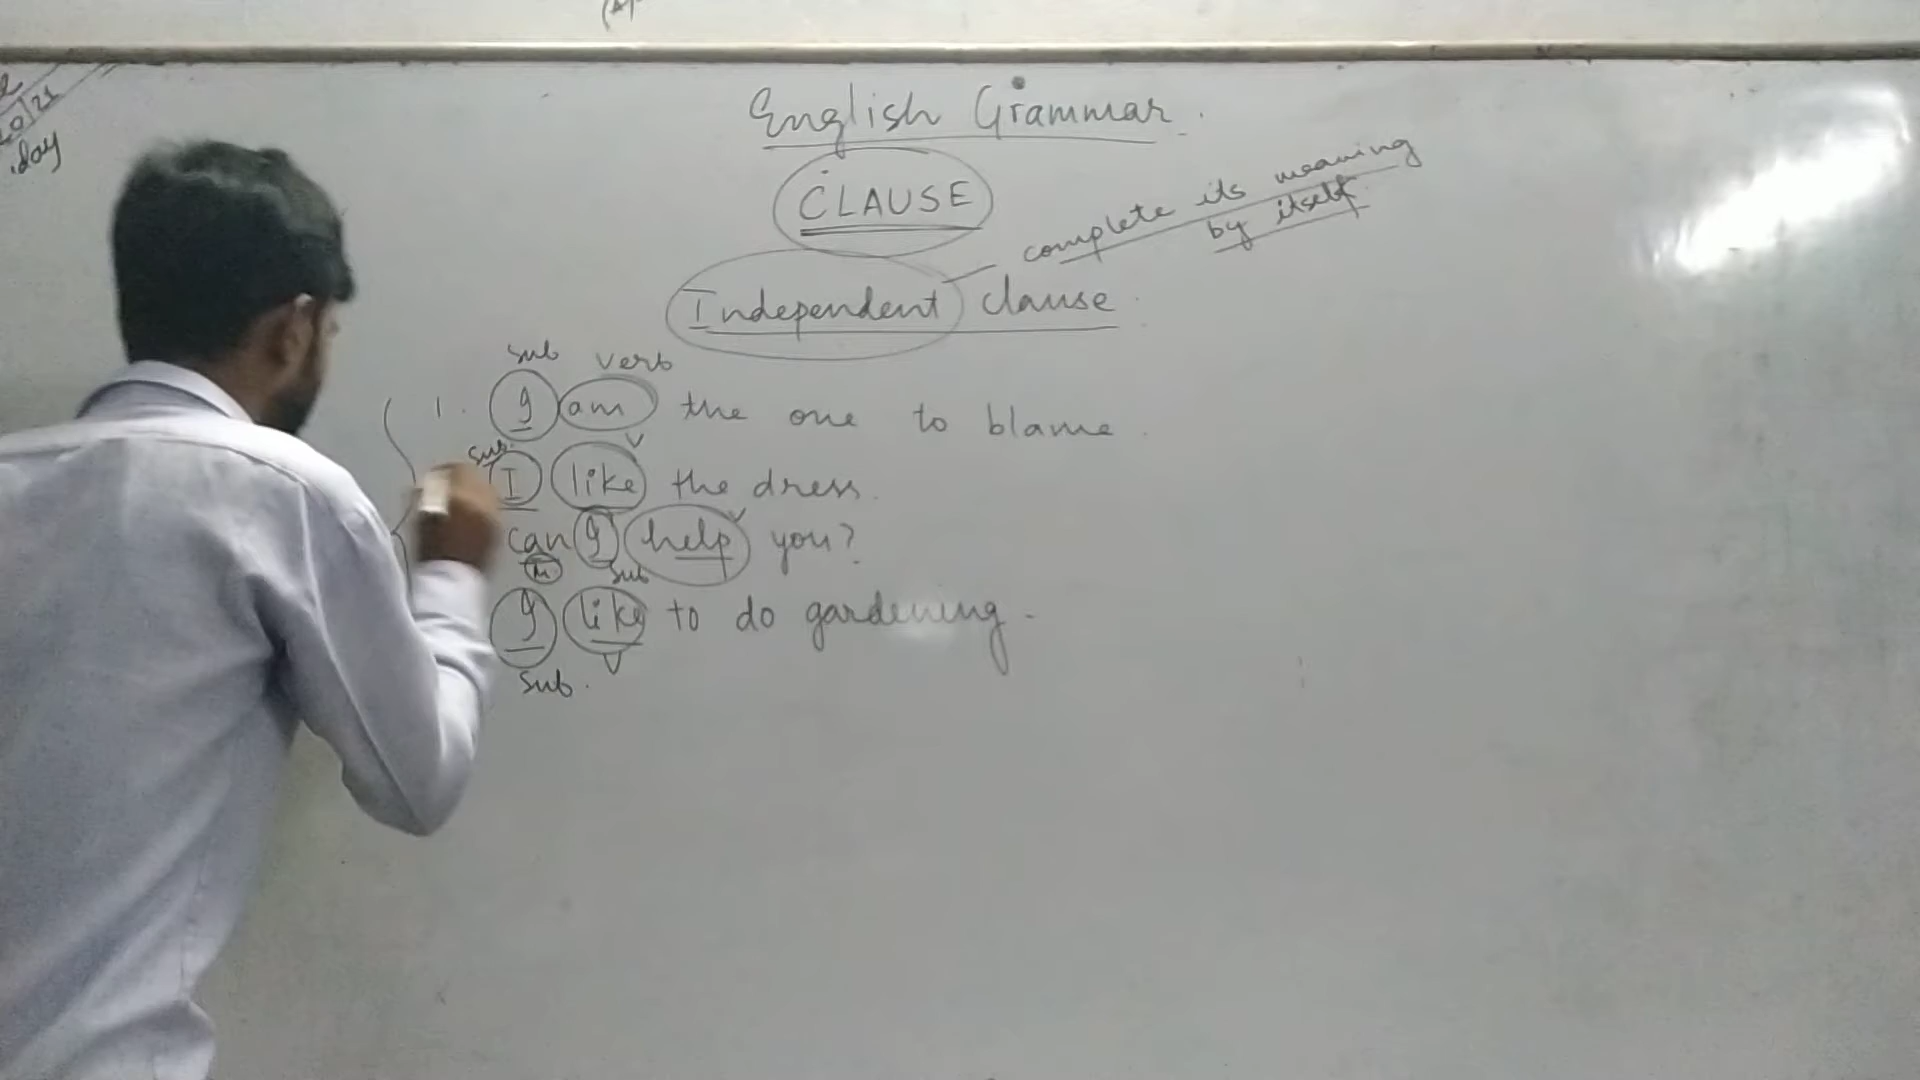 day
English Grammar.
CLAUSE
complete its meaning
by itself.
Independent clause.
sub verb
1. I am the one to blame.
sub. V
I like the dress.
V
can I help you?
M. sub
I like to do gardening.
V
sub.